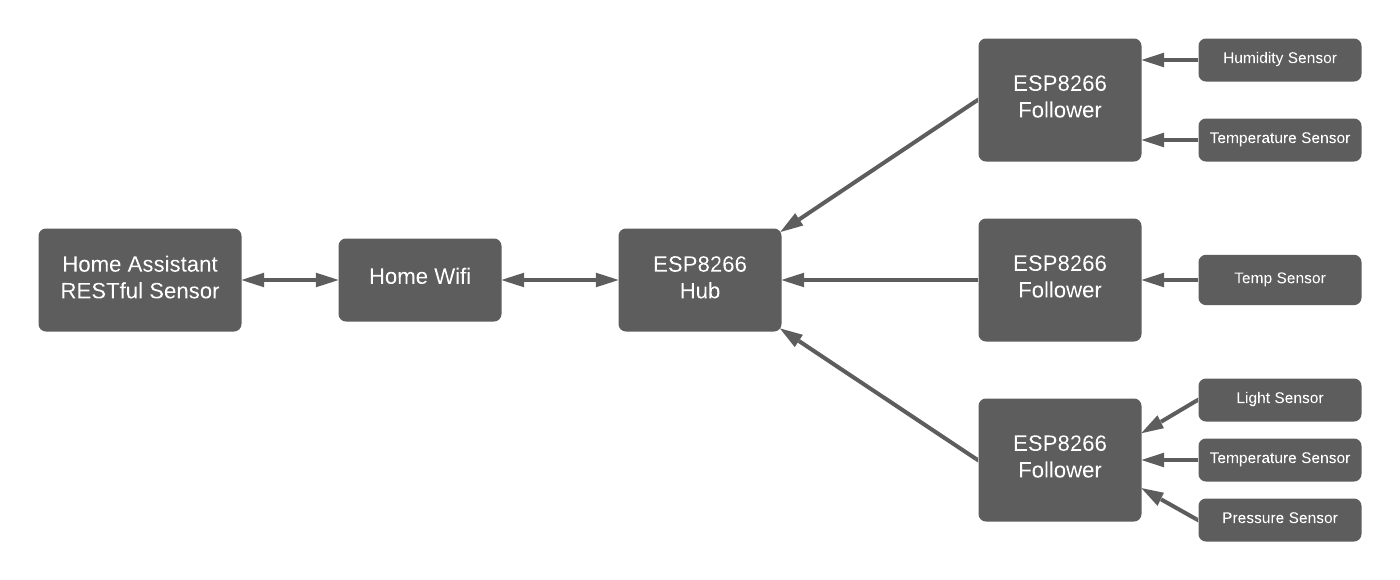 Home Assistant
RESTful Sensor
Home Wifi
ESP8266
Hub
ESP8266
Follower
Humidity Sensor
Temperature Sensor
ESP8266
Follower
Temp Sensor
ESP8266
Follower
Light Sensor
Temperature Sensor
Pressure Sensor